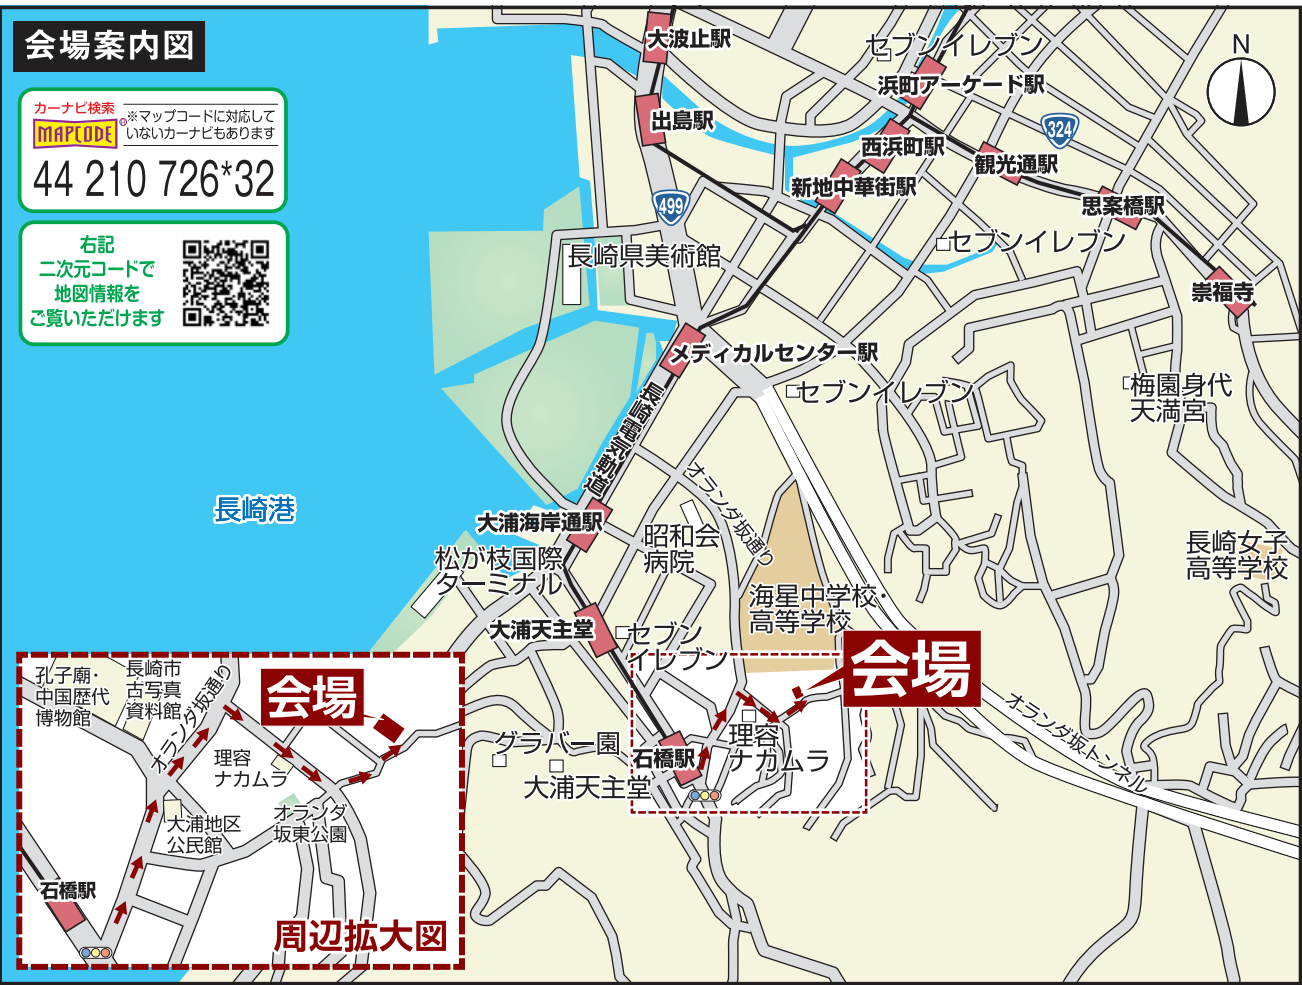 会場案内図
カーナビ検索
MAPCODE
※マップコードに対応して
いないカーナビもあります
44 210 726*32
右記
二次元コードで
地図情報を
ご覧いただけます
N
大波止駅
セブンイレブン
浜町アーケード駅
出島駅
324
西浜町駅
観光通駅
新地中華街駅
499
思案橋駅
長崎県美術館
セブンイレブン
崇福寺
メディカルセンター駅
セブンイレブン
梅園身代
天満宮
長崎電気軌道
オランダ坂通り
長崎港
大浦海岸通駅
昭和会
病院
松が枝国際
ターミナル
長崎女子
高等学校
海星中学校・
高等学校
大浦天主堂
セブン
イレブン
会場
オランダ坂トンネル
理容
ナカムラ
石橋駅
グラバー園
大浦天主堂
孔子廟・
中国歴代
博物館
長崎市
古写真
資料館
オランダ坂通り
会場
理容
ナカムラ
大浦地区
公民館
オランダ
坂東公園
石橋駅
周辺拡大図